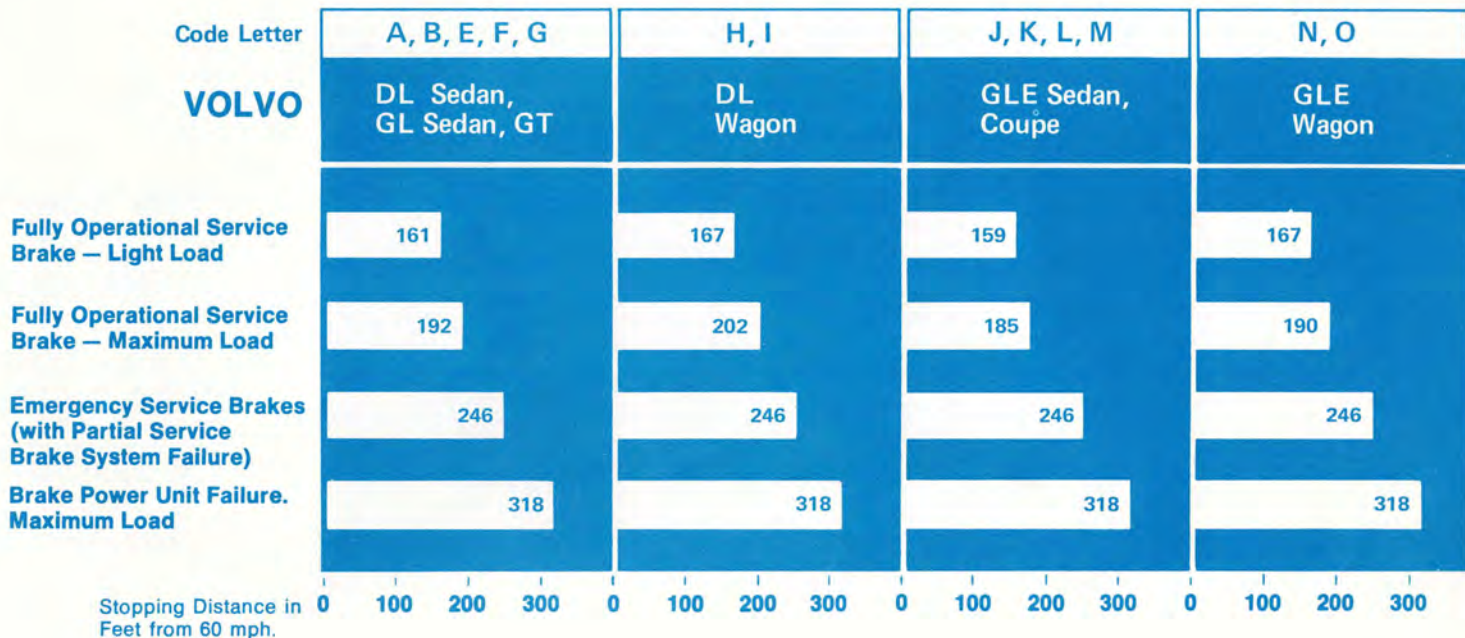 Code Letter
A, B, E, F, G
H, I
J, K, L, M
N, O
VOLVO
DL Sedan,
GL Sedan, GT
DL
Wagon
GLE Sedan,
Coupe
GLE
Wagon
Fully Operational Service
Brake — Light Load
161
167
159
167
Fully Operational Service
Brake — Maximum Load
192
202
185
190
Emergency Service Brakes
(with Partial Service
Brake System Failure)
246
246
246
246
Brake Power Unit Failure.
Maximum Load
318
318
318
318
Stopping Distance in
Feet from 60 mph.
0 100 200 300
0 100 200 300
0 100 200 300
0 100 200 300